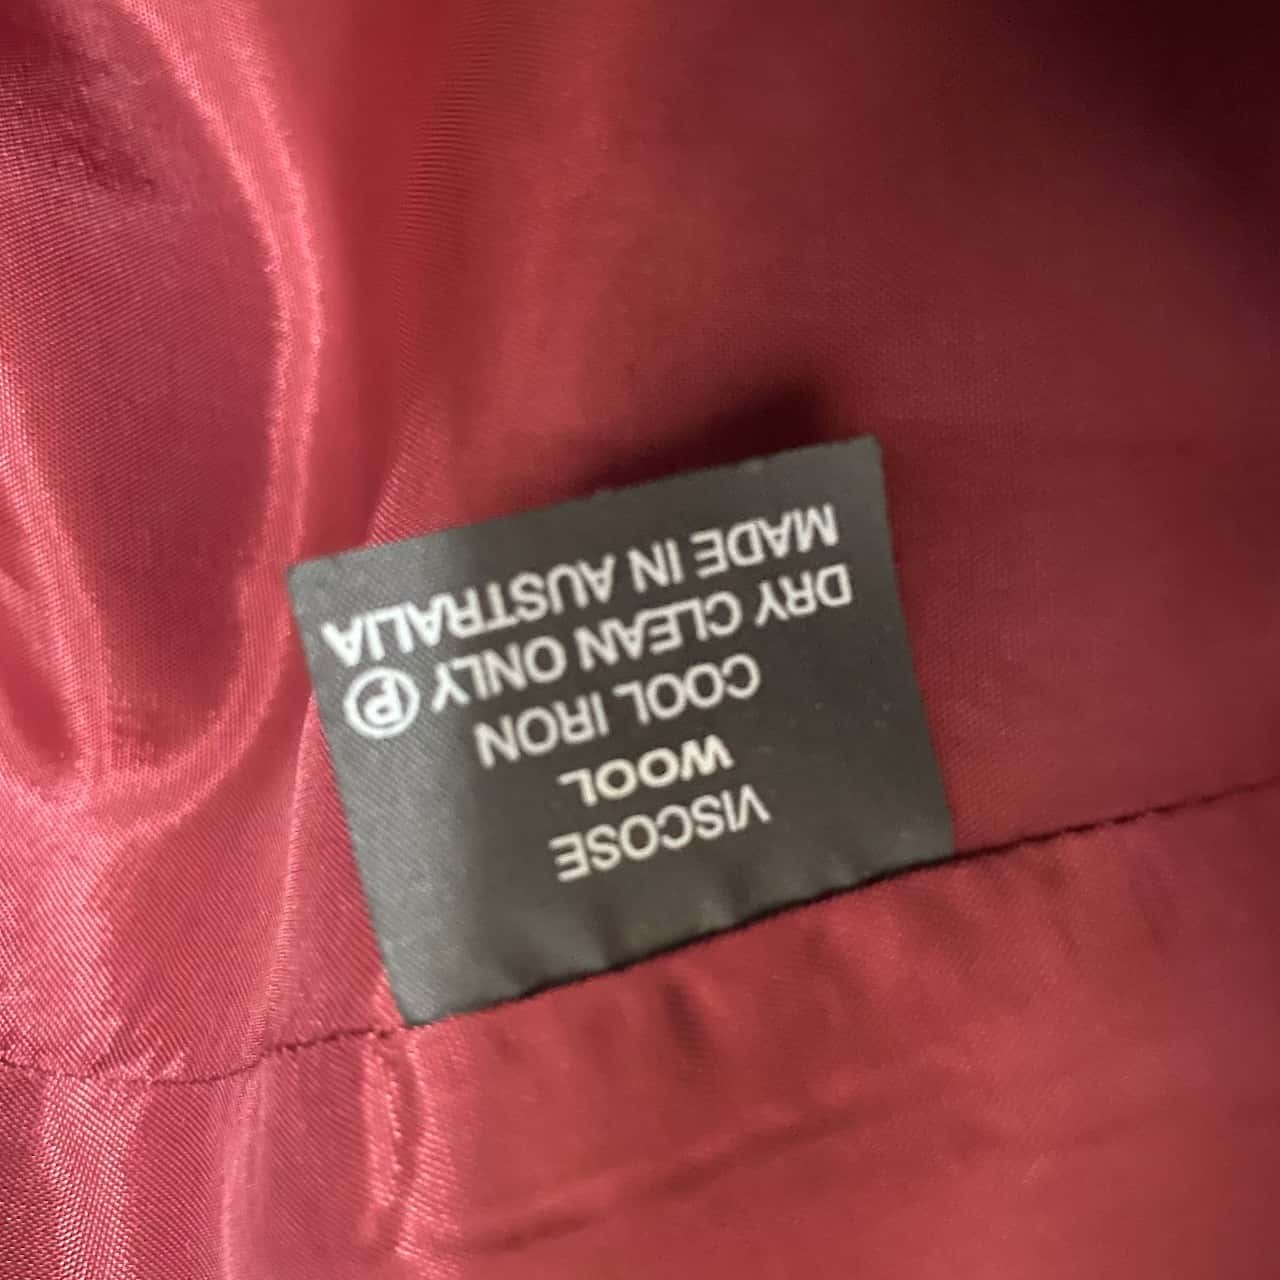 VISCOSE
WOOL
COOL IRON
DRY CLEAN ONLY Ⓟ
MADE IN AUSTRALIA